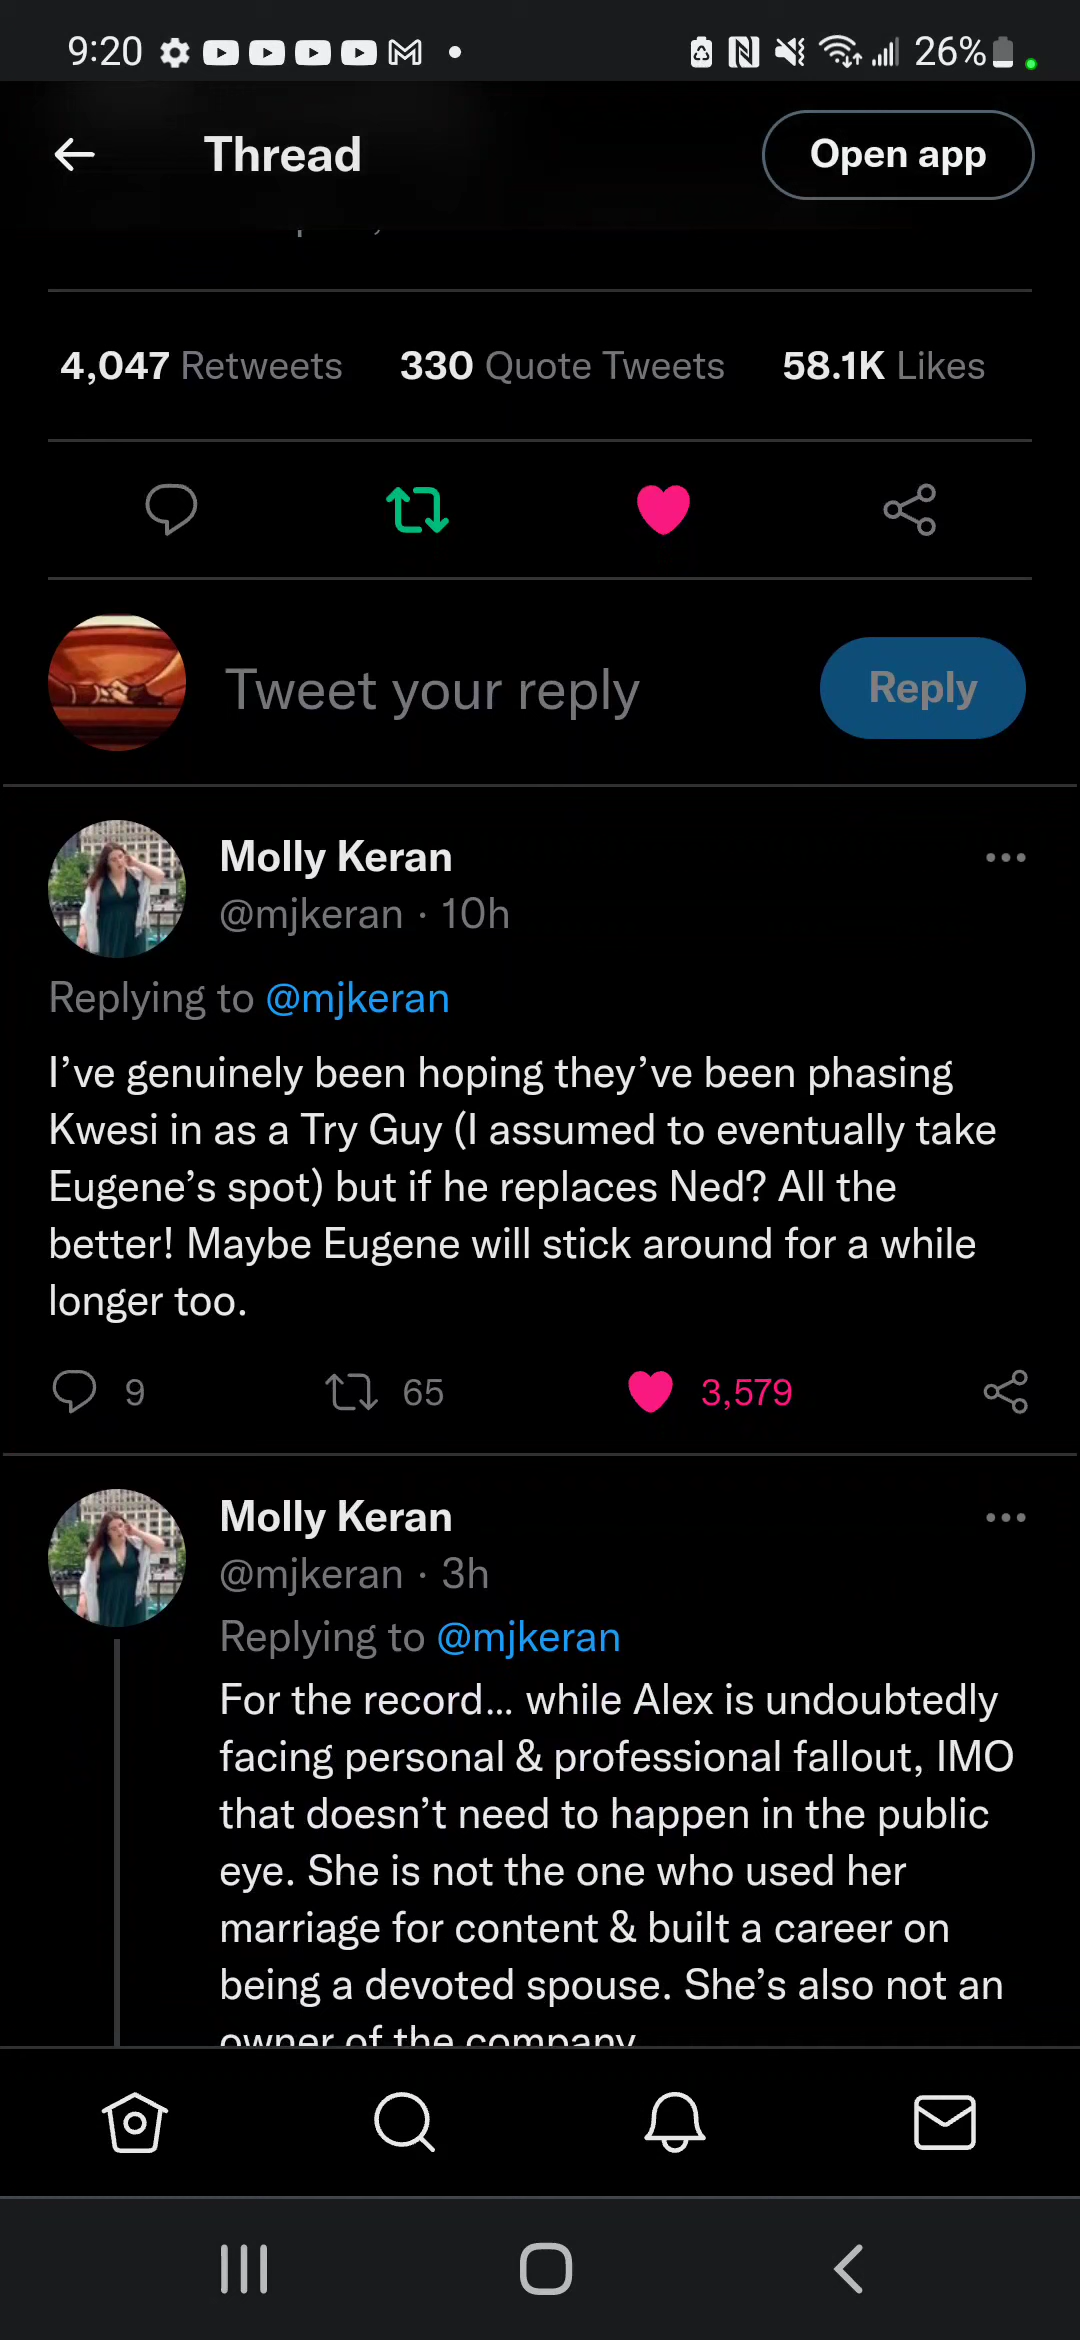 9:20
26%
Thread
Open app
4,047 Retweets 330 Quote Tweets 58.1K Likes
Tweet your reply
Reply
Molly Keran
@mjkeran · 10h
Replying to @mjkeran
I’ve genuinely been hoping they’ve been phasing
Kwesi in as a Try Guy (I assumed to eventually take
Eugene’s spot) but if he replaces Ned? All the
better! Maybe Eugene will stick around for a while
longer too.
9 65 3,579
Molly Keran
@mjkeran · 3h
Replying to @mjkeran
For the record... while Alex is undoubtedly
facing personal & professional fallout, IMO
that doesn’t need to happen in the public
eye. She is not the one who used her
marriage for content & built a career on
being a devoted spouse. She’s also not an
owner of the company